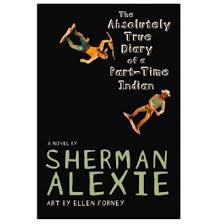 The
Absolutely
True
Diary
of a
Part-Time
Indian
A NOVEL BY
SHERMAN
ALEXIE
ART BY ELLEN FORNEY